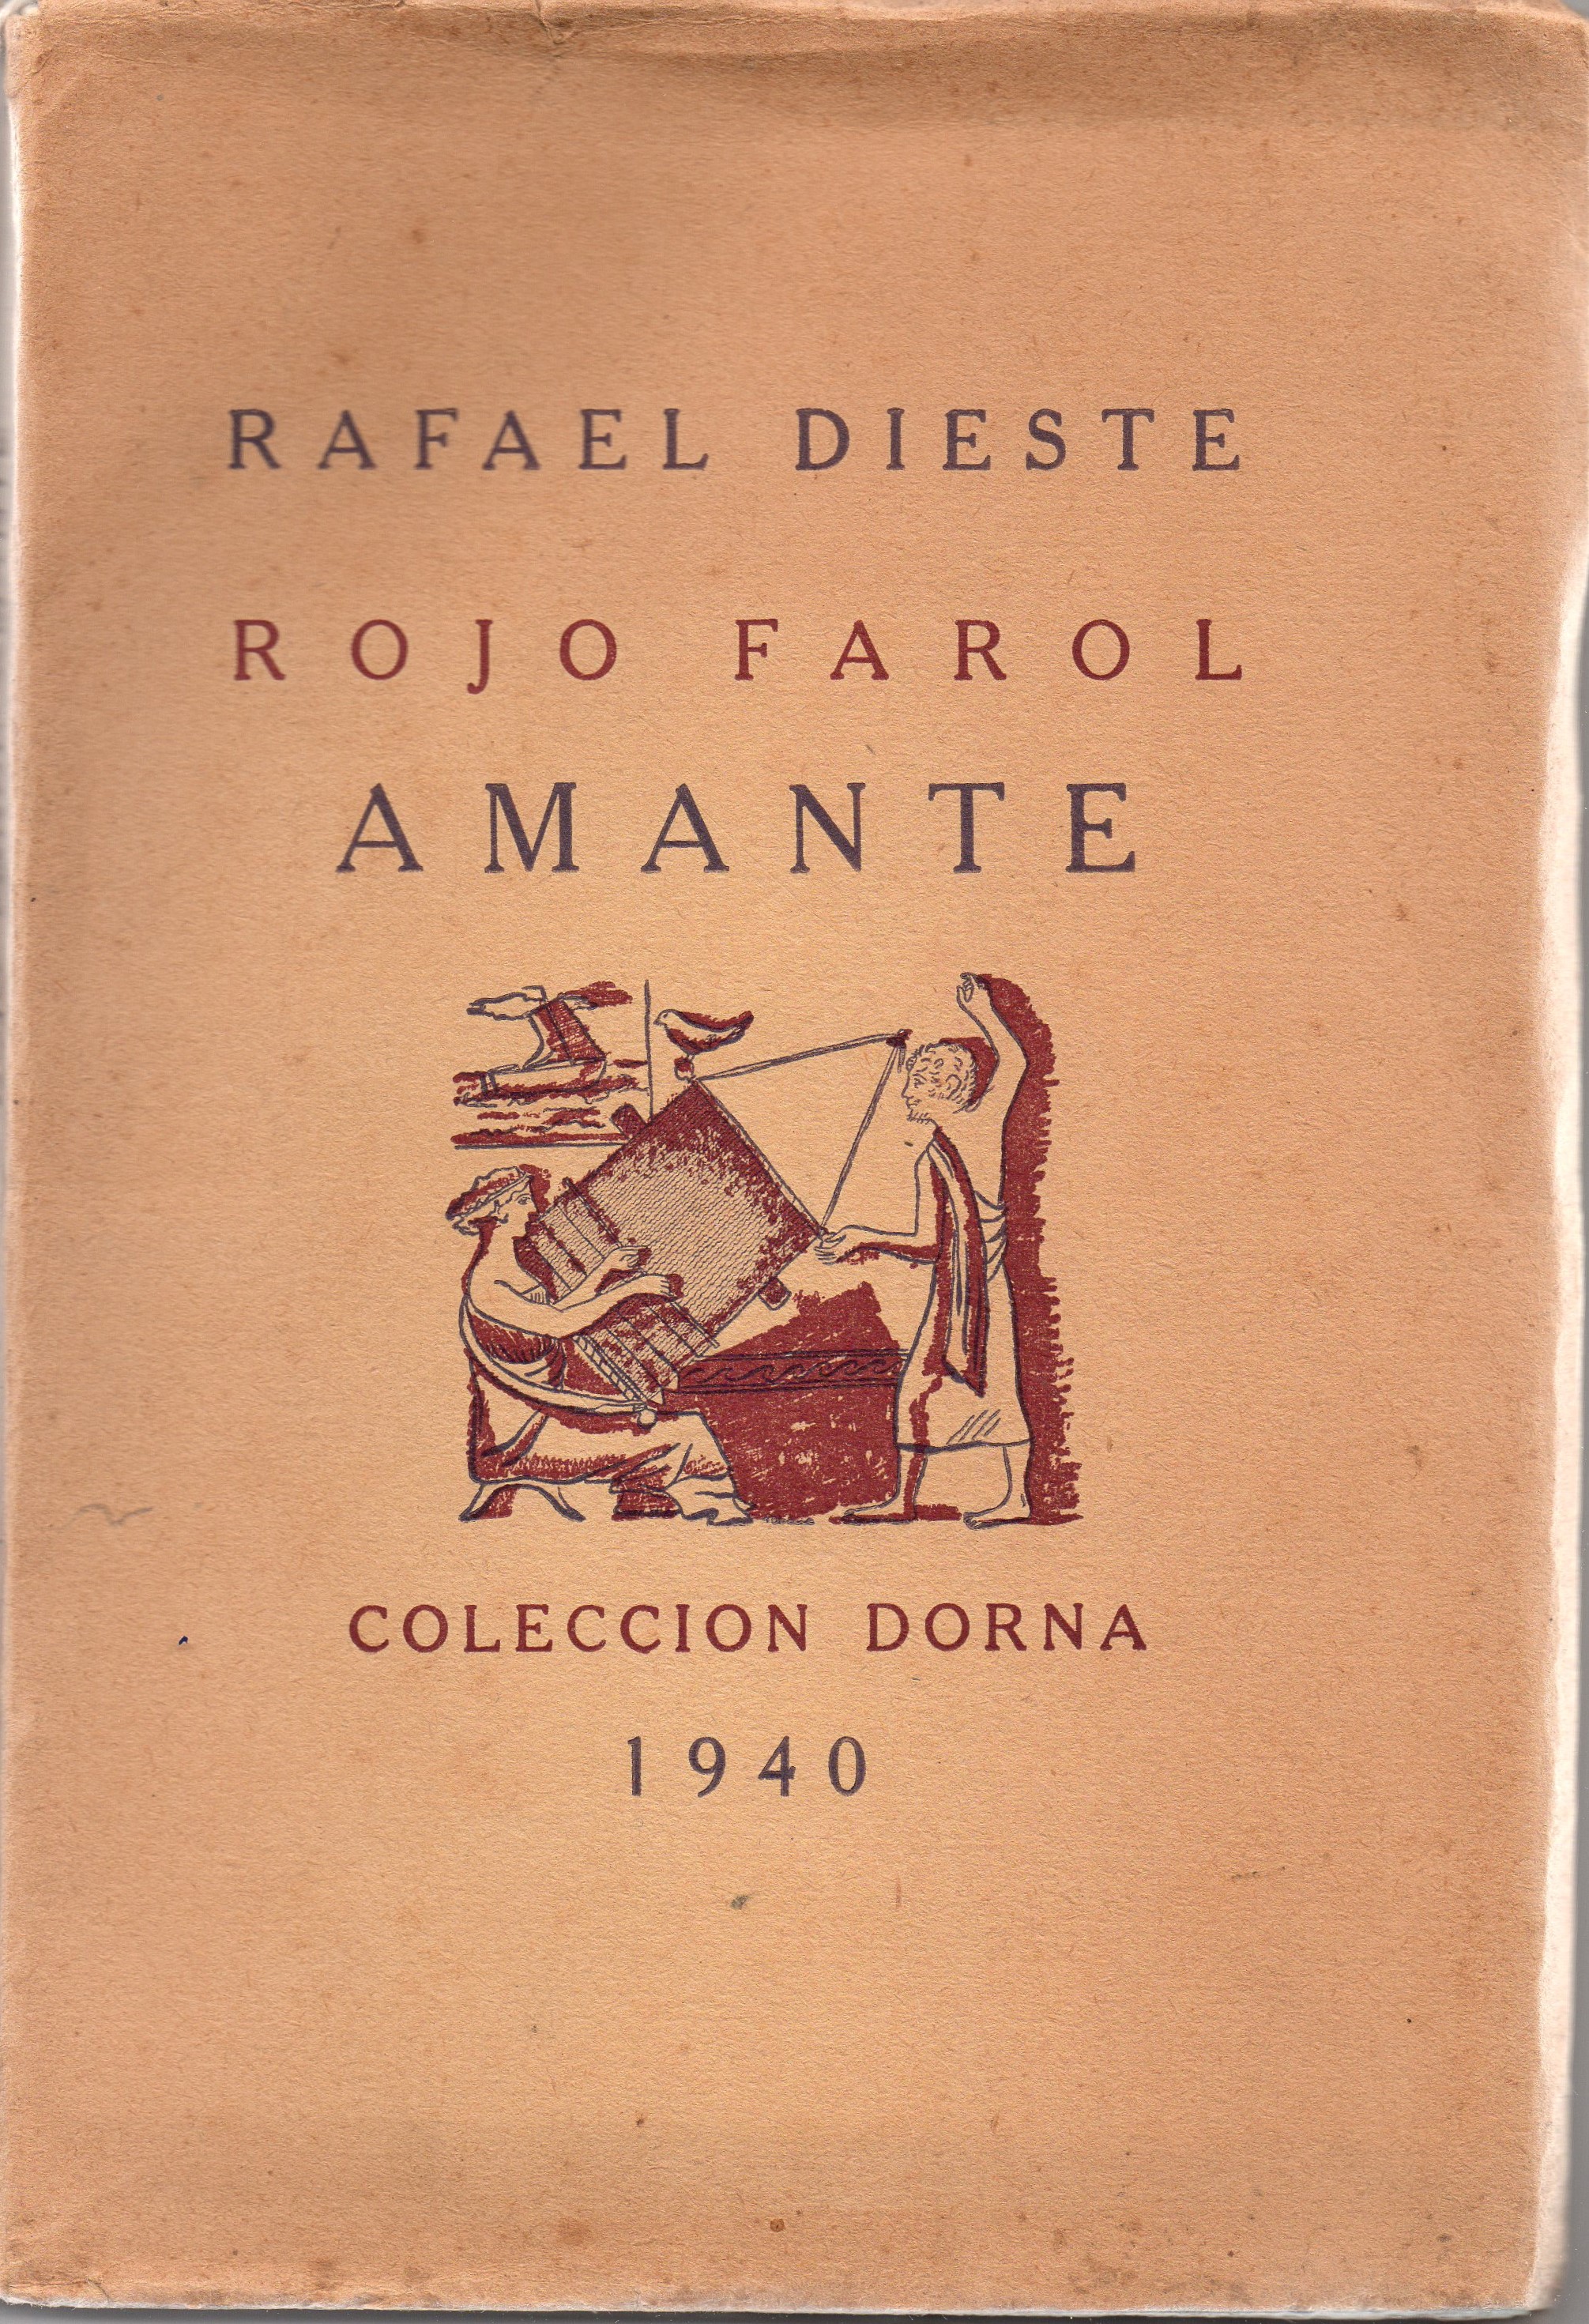 RAFAEL DIESTE
ROJO FAROL
AMANTE
COLECCION DORNA
1940